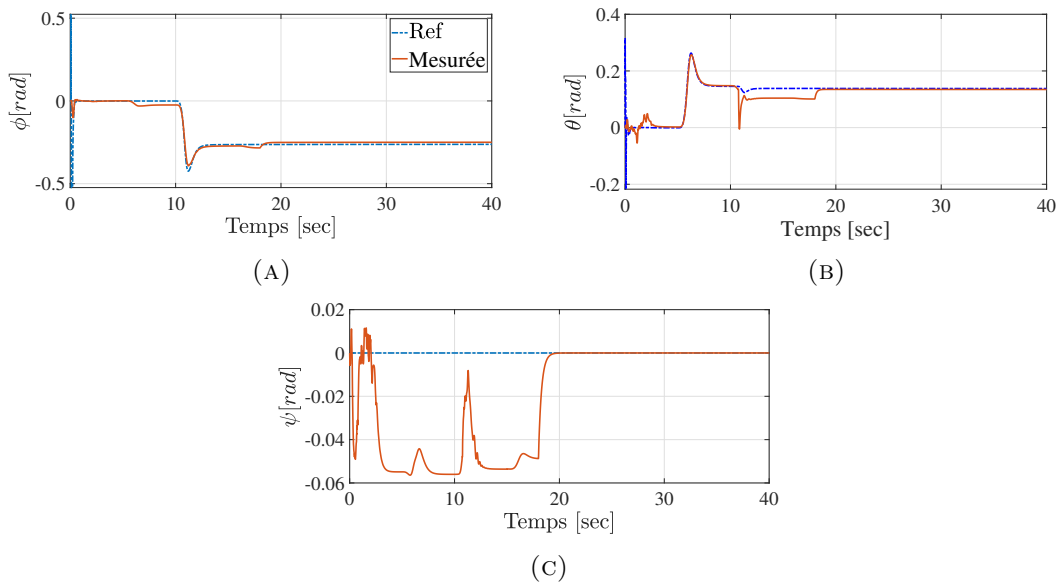 0.5
0
-0.5
ϕ[rad]
Ref
Mesurée
0 10 20 30 40
Temps [sec]
(A)
0.4
0.2
0
-0.2
θ[rad]
0 10 20 30 40
Temps [sec]
(B)
0.02
0
-0.02
-0.04
-0.06
ψ[rad]
0 10 20 30 40
Temps [sec]
(C)